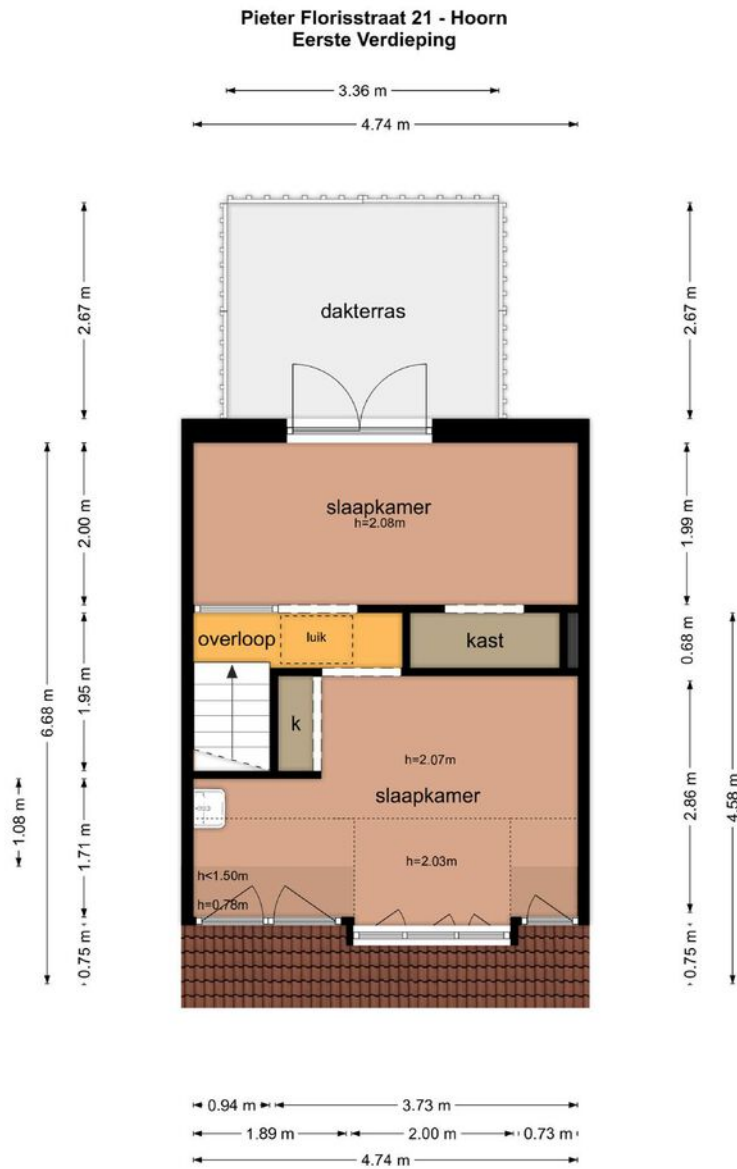 Pieter Florisstraat 21 - Hoorn
Eerste Verdieping
3.36 m
4.74 m
2.67 m
2.67 m
dakterras
6.68 m
2.00 m
slaapkamer
h=2.08m
1.99 m
overloop
luik
kast
0.68 m
1.95 m
k
h=2.07m
slaapkamer
2.86 m
4.58 m
1.08 m
1.71 m
h=2.03m
h<1.50m
h=0.78m
0.75 m
0.75 m
0.94 m
3.73 m
1.89 m
2.00 m
0.73 m
4.74 m